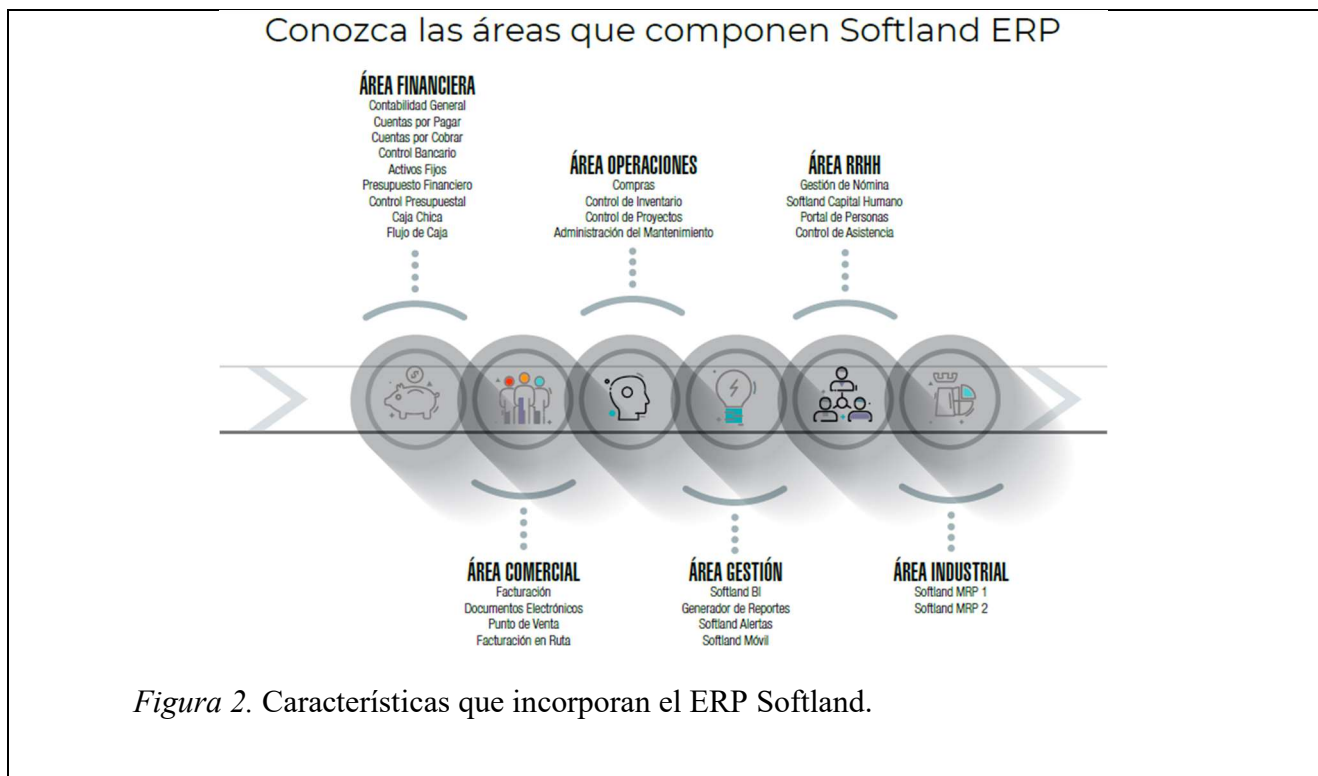 Conozca las áreas que componen Softland ERP
ÁREA FINANCIERA
Contabilidad General
Cuentas por Pagar
Cuentas por Cobrar
Control Bancario
Activos Fijos
Presupuesto Financiero
Control Presupuestal
Caja Chica
Flujo de Caja
ÁREA OPERACIONES
Compras
Control de Inventario
Control de Proyectos
Administración del Mantenimiento
ÁREA RRHH
Gestión de Nómina
Softland Capital Humano
Portal de Personas
Control de Asistencia
ÁREA COMERCIAL
Facturación
Documentos Electrónicos
Punto de Venta
Facturación en Ruta
ÁREA GESTIÓN
Softland BI
Generador de Reportes
Softland Alertas
Softland Móvil
ÁREA INDUSTRIAL
Softland MRP 1
Softland MRP 2
Figura 2. Características que incorporan el ERP Softland.